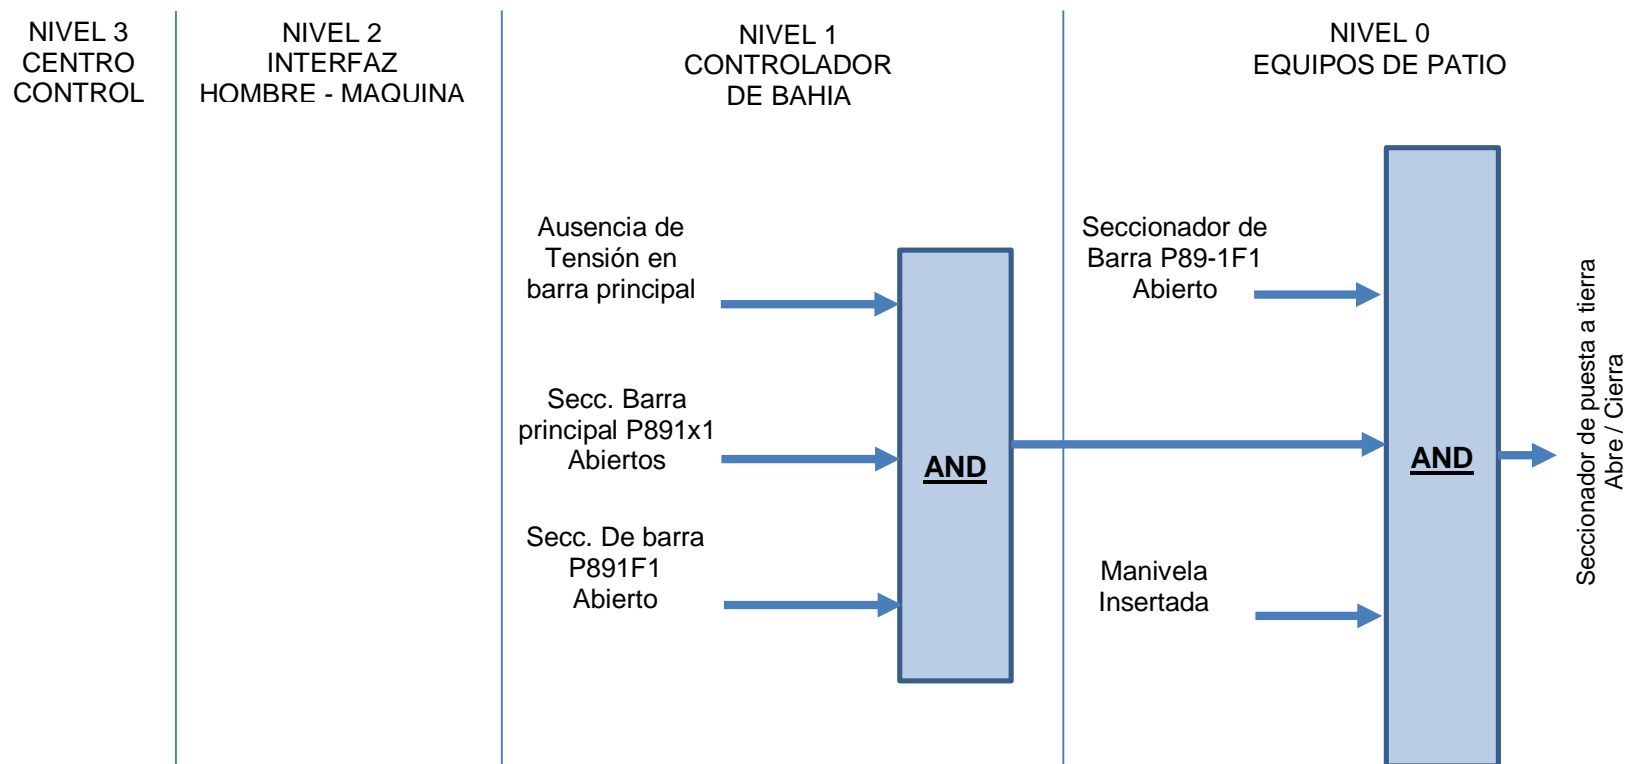 NIVEL 3
CENTRO
CONTROL
NIVEL 2
INTERFAZ
HOMBRE - MAQUINA
NIVEL 1
CONTROLADOR
DE BAHIA
NIVEL 0
EQUIPOS DE PATIO
Ausencia de
Tensión en
barra principal
Secc. Barra
principal P891x1
Abiertos
Secc. De barra
P891F1
Abierto
AND
Seccionador de
Barra P89-1F1
Abierto
Manivela
Insertada
AND
Seccionador de puesta a tierra
Abre / Cierra